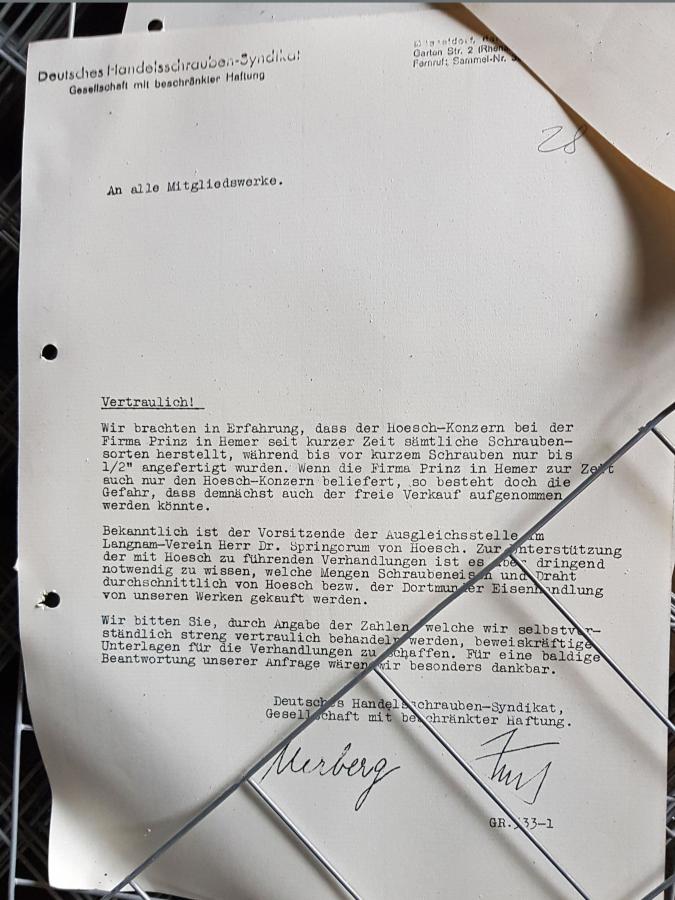 Deutsches Handelsschrauben-Syndikat
Gesellschaft mit beschränkter Haftung
Düsseldorf,
Garten Str. 2 (Rhein
Fernruf: Sammel-Nr.
28
An alle Mitgliedswerke.
Vertraulich!
Wir brachten in Erfahrung, dass der Hoesch-Konzern bei der
Firma Prinz in Hemer seit kurzer Zeit sämtliche Schrauben-
sorten herstellt, während bis vor kurzem Schrauben nur bis
1/2" angefertigt wurden. Wenn die Firma Prinz in Hemer zur Zeit
auch nur den Hoesch-Konzern beliefert, so besteht doch die
Gefahr, dass demnächst auch der freie Verkauf aufgenommen
werden könnte.
Bekanntlich ist der Vorsitzende der Ausgleichsstelle im
Langnam-Verein Herr Dr. Springorum von Hoesch. Zur Unterstützung
der mit Hoesch zu führenden Verhandlungen ist es aber dringend
notwendig zu wissen, welche Mengen Schraubeneisen und Draht
durchschnittlich von Hoesch bezw. der Dortmunder Eisenhandlung
von unseren Werken gekauft werden.
Wir bitten Sie, durch Angabe der Zahlen, welche wir selbstver-
ständlich streng vertraulich behandeln werden, beweiskräftige
Unterlagen für die Verhandlungen zu schaffen. Für eine baldige
Beantwortung unserer Anfrage wären wir besonders dankbar.
Deutsches Handelsschrauben-Syndikat,
Gesellschaft mit beschränkter Haftung.
Merberg
GR. 33-1